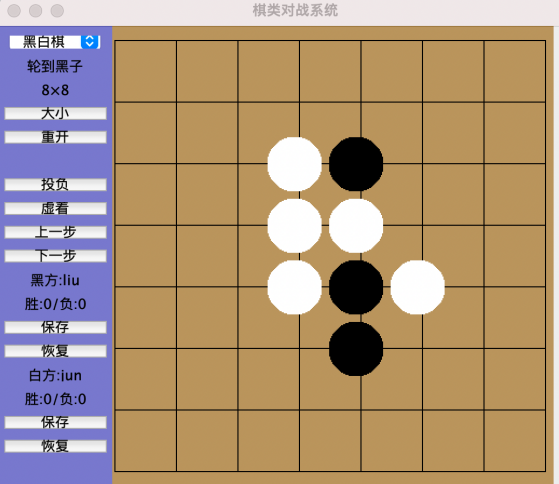 棋类对战系统
黑白棋
轮到黑子
8×8
大小
重开
投负
虚着
上一步
下一步
黑方:liu
胜:0/负:0
保存
恢复
白方:jun
胜:0/负:0
保存
恢复